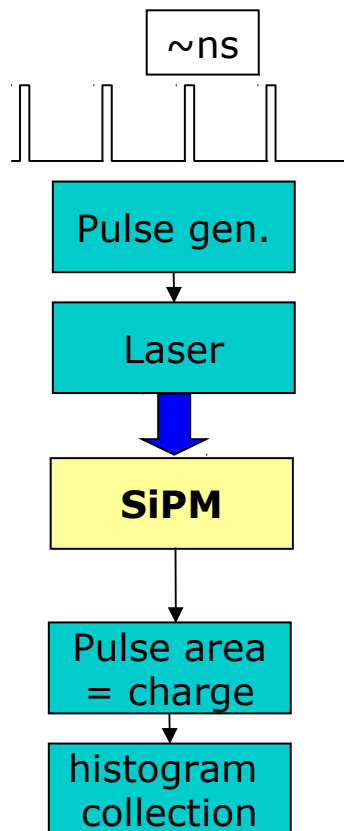 ~ns
Pulse gen.
Laser
SiPM
Pulse area
= charge
histogram
collection